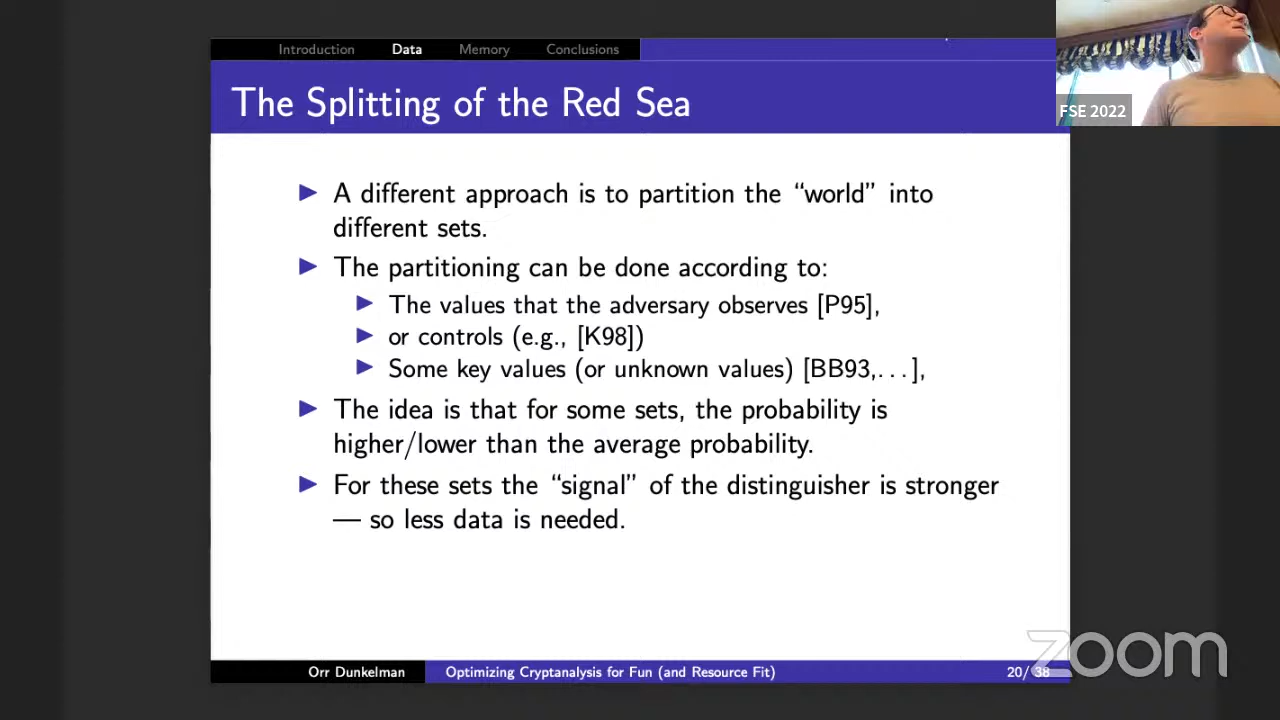 Introduction Data Memory Conclusions
The Splitting of the Red Sea
FSE 2022
▶ A different approach is to partition the “world” into
different sets.
▶ The partitioning can be done according to:
▶ The values that the adversary observes [P95],
▶ or controls (e.g., [K98])
▶ Some key values (or unknown values) [BB93,. . . ],
▶ The idea is that for some sets, the probability is
higher/lower than the average probability.
▶ For these sets the “signal” of the distinguisher is stronger
— so less data is needed.
Orr Dunkelman Optimizing Cryptanalysis for Fun (and Resource Fit) 20/ 38
zoom